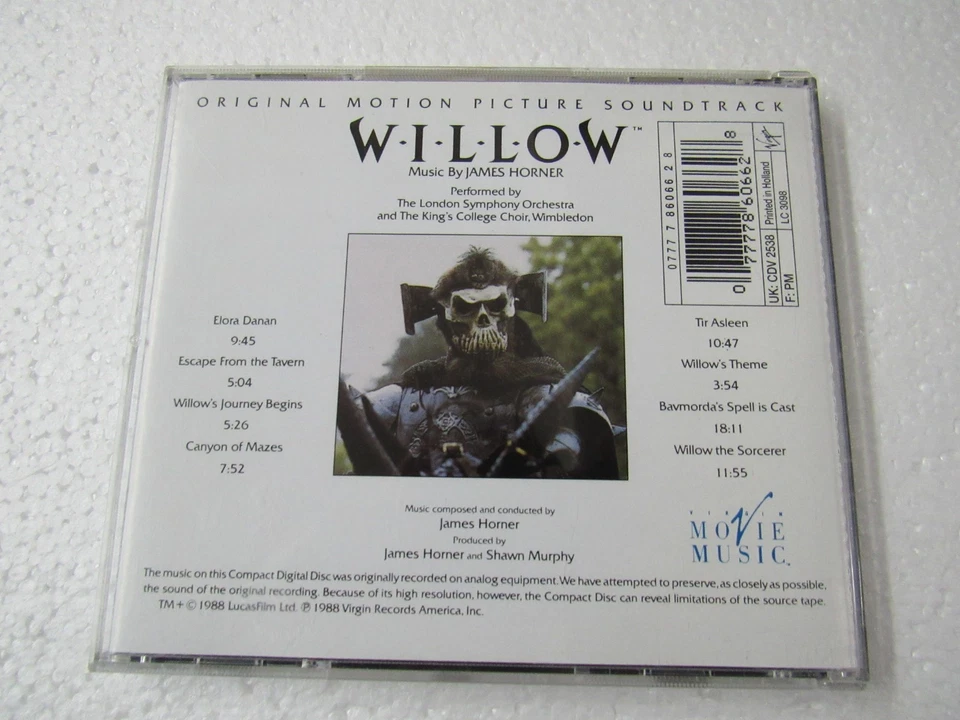 ORIGINAL MOTION PICTURE SOUNDTRACK
W·I·L·L·O·W™
Music By JAMES HORNER
Performed by
The London Symphony Orchestra
and The King's College Choir, Wimbledon
0777 7 86066 2 8
0 77778 60662 8
UK: CDV 2538
F: PM
Printed in Holland
LC 3098
Virgin
Elora Danan
9:45
Escape From the Tavern
5:04
Willow's Journey Begins
5:26
Canyon of Mazes
7:52
Tir Asleen
10:47
Willow's Theme
3:54
Bavmorda's Spell is Cast
18:11
Willow the Sorcerer
11:55
Music composed and conducted by
James Horner
Produced by
James Horner and Shawn Murphy
VIRGIN
MOVIE
MUSIC™
The music on this Compact Digital Disc was originally recorded on analog equipment. We have attempted to preserve, as closely as possible,
the sound of the original recording. Because of its high resolution, however, the Compact Disc can reveal limitations of the source tape.
TM + © 1988 LucasFilm Ltd. ℗ 1988 Virgin Records America, Inc.